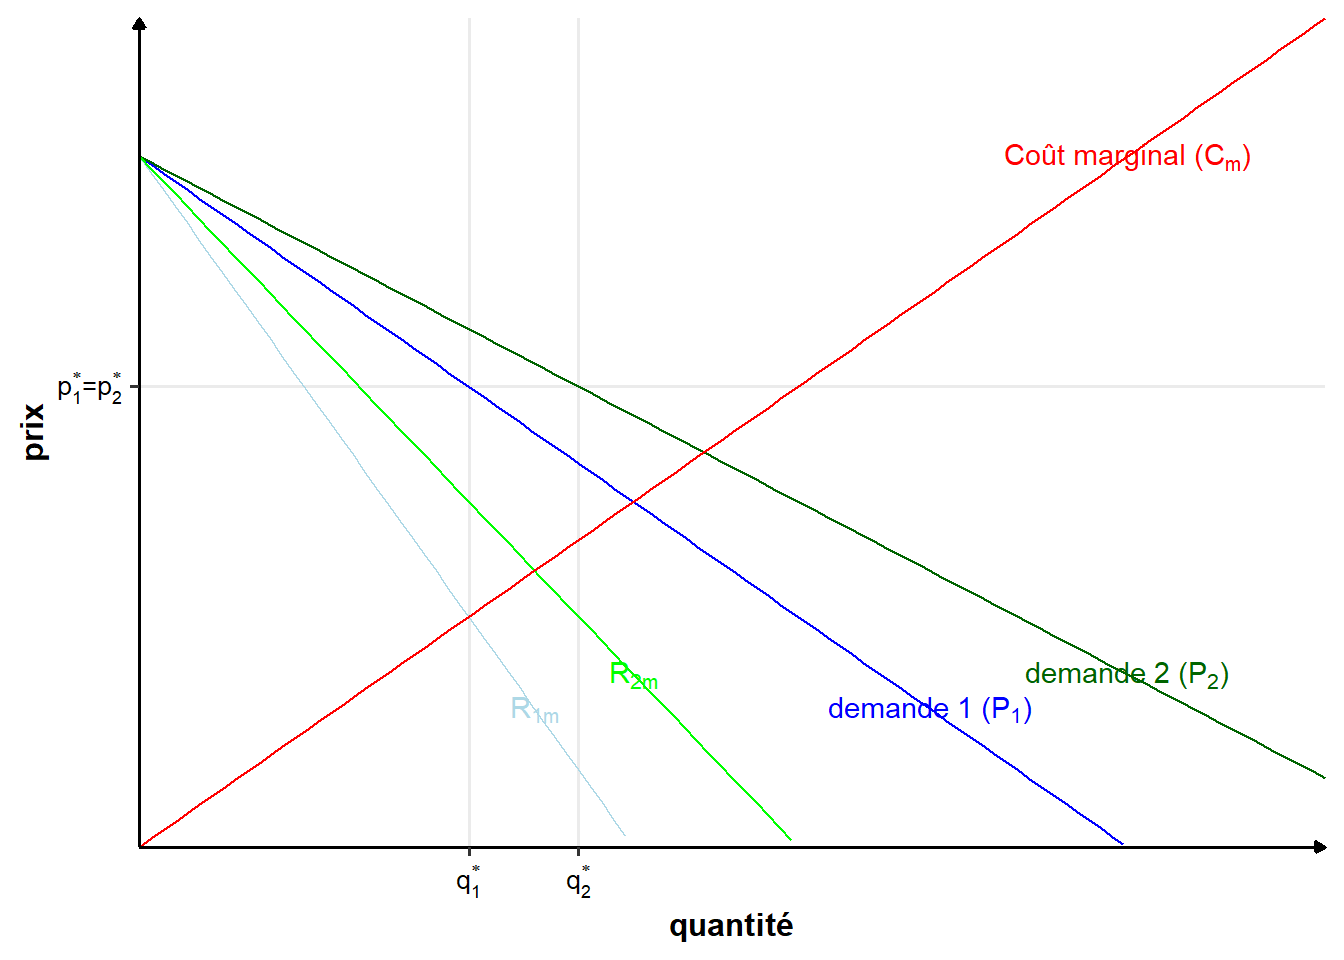 Coût marginal (Cm)
p1*=p2*
prix
R2m
demande 2 (P2)
R1m
demande 1 (P1)
q1*
q2*
quantité